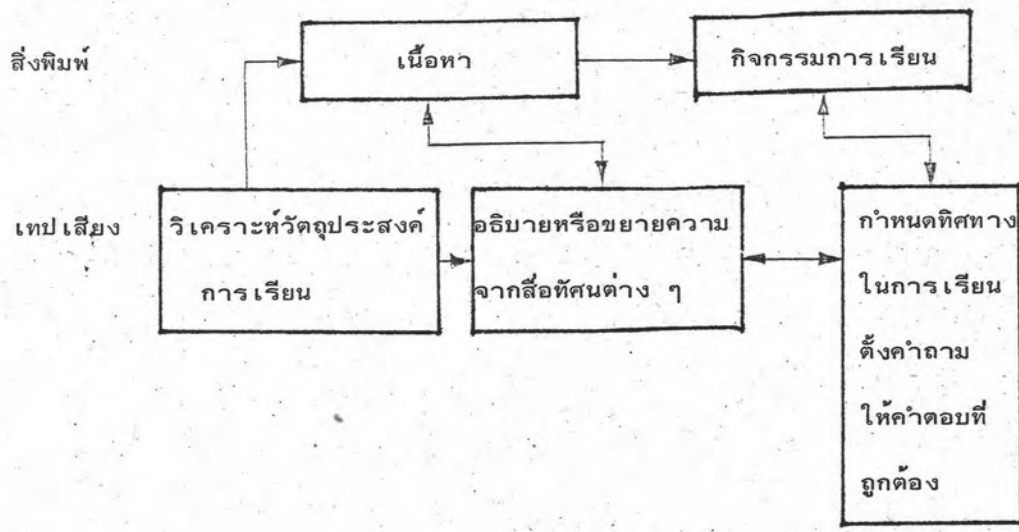 สิ่งพิมพ์
เนื้อหา
กิจกรรมการเรียน
เทปเสียง
วิเคราะห์วัตถุประสงค์
การเรียน
อธิบายหรือขยายความ
จากสื่อทัศนต่าง ๆ
กำหนดทิศทาง
ในการเรียน
ตั้งคำถาม
ให้คำตอบที่
ถูกต้อง